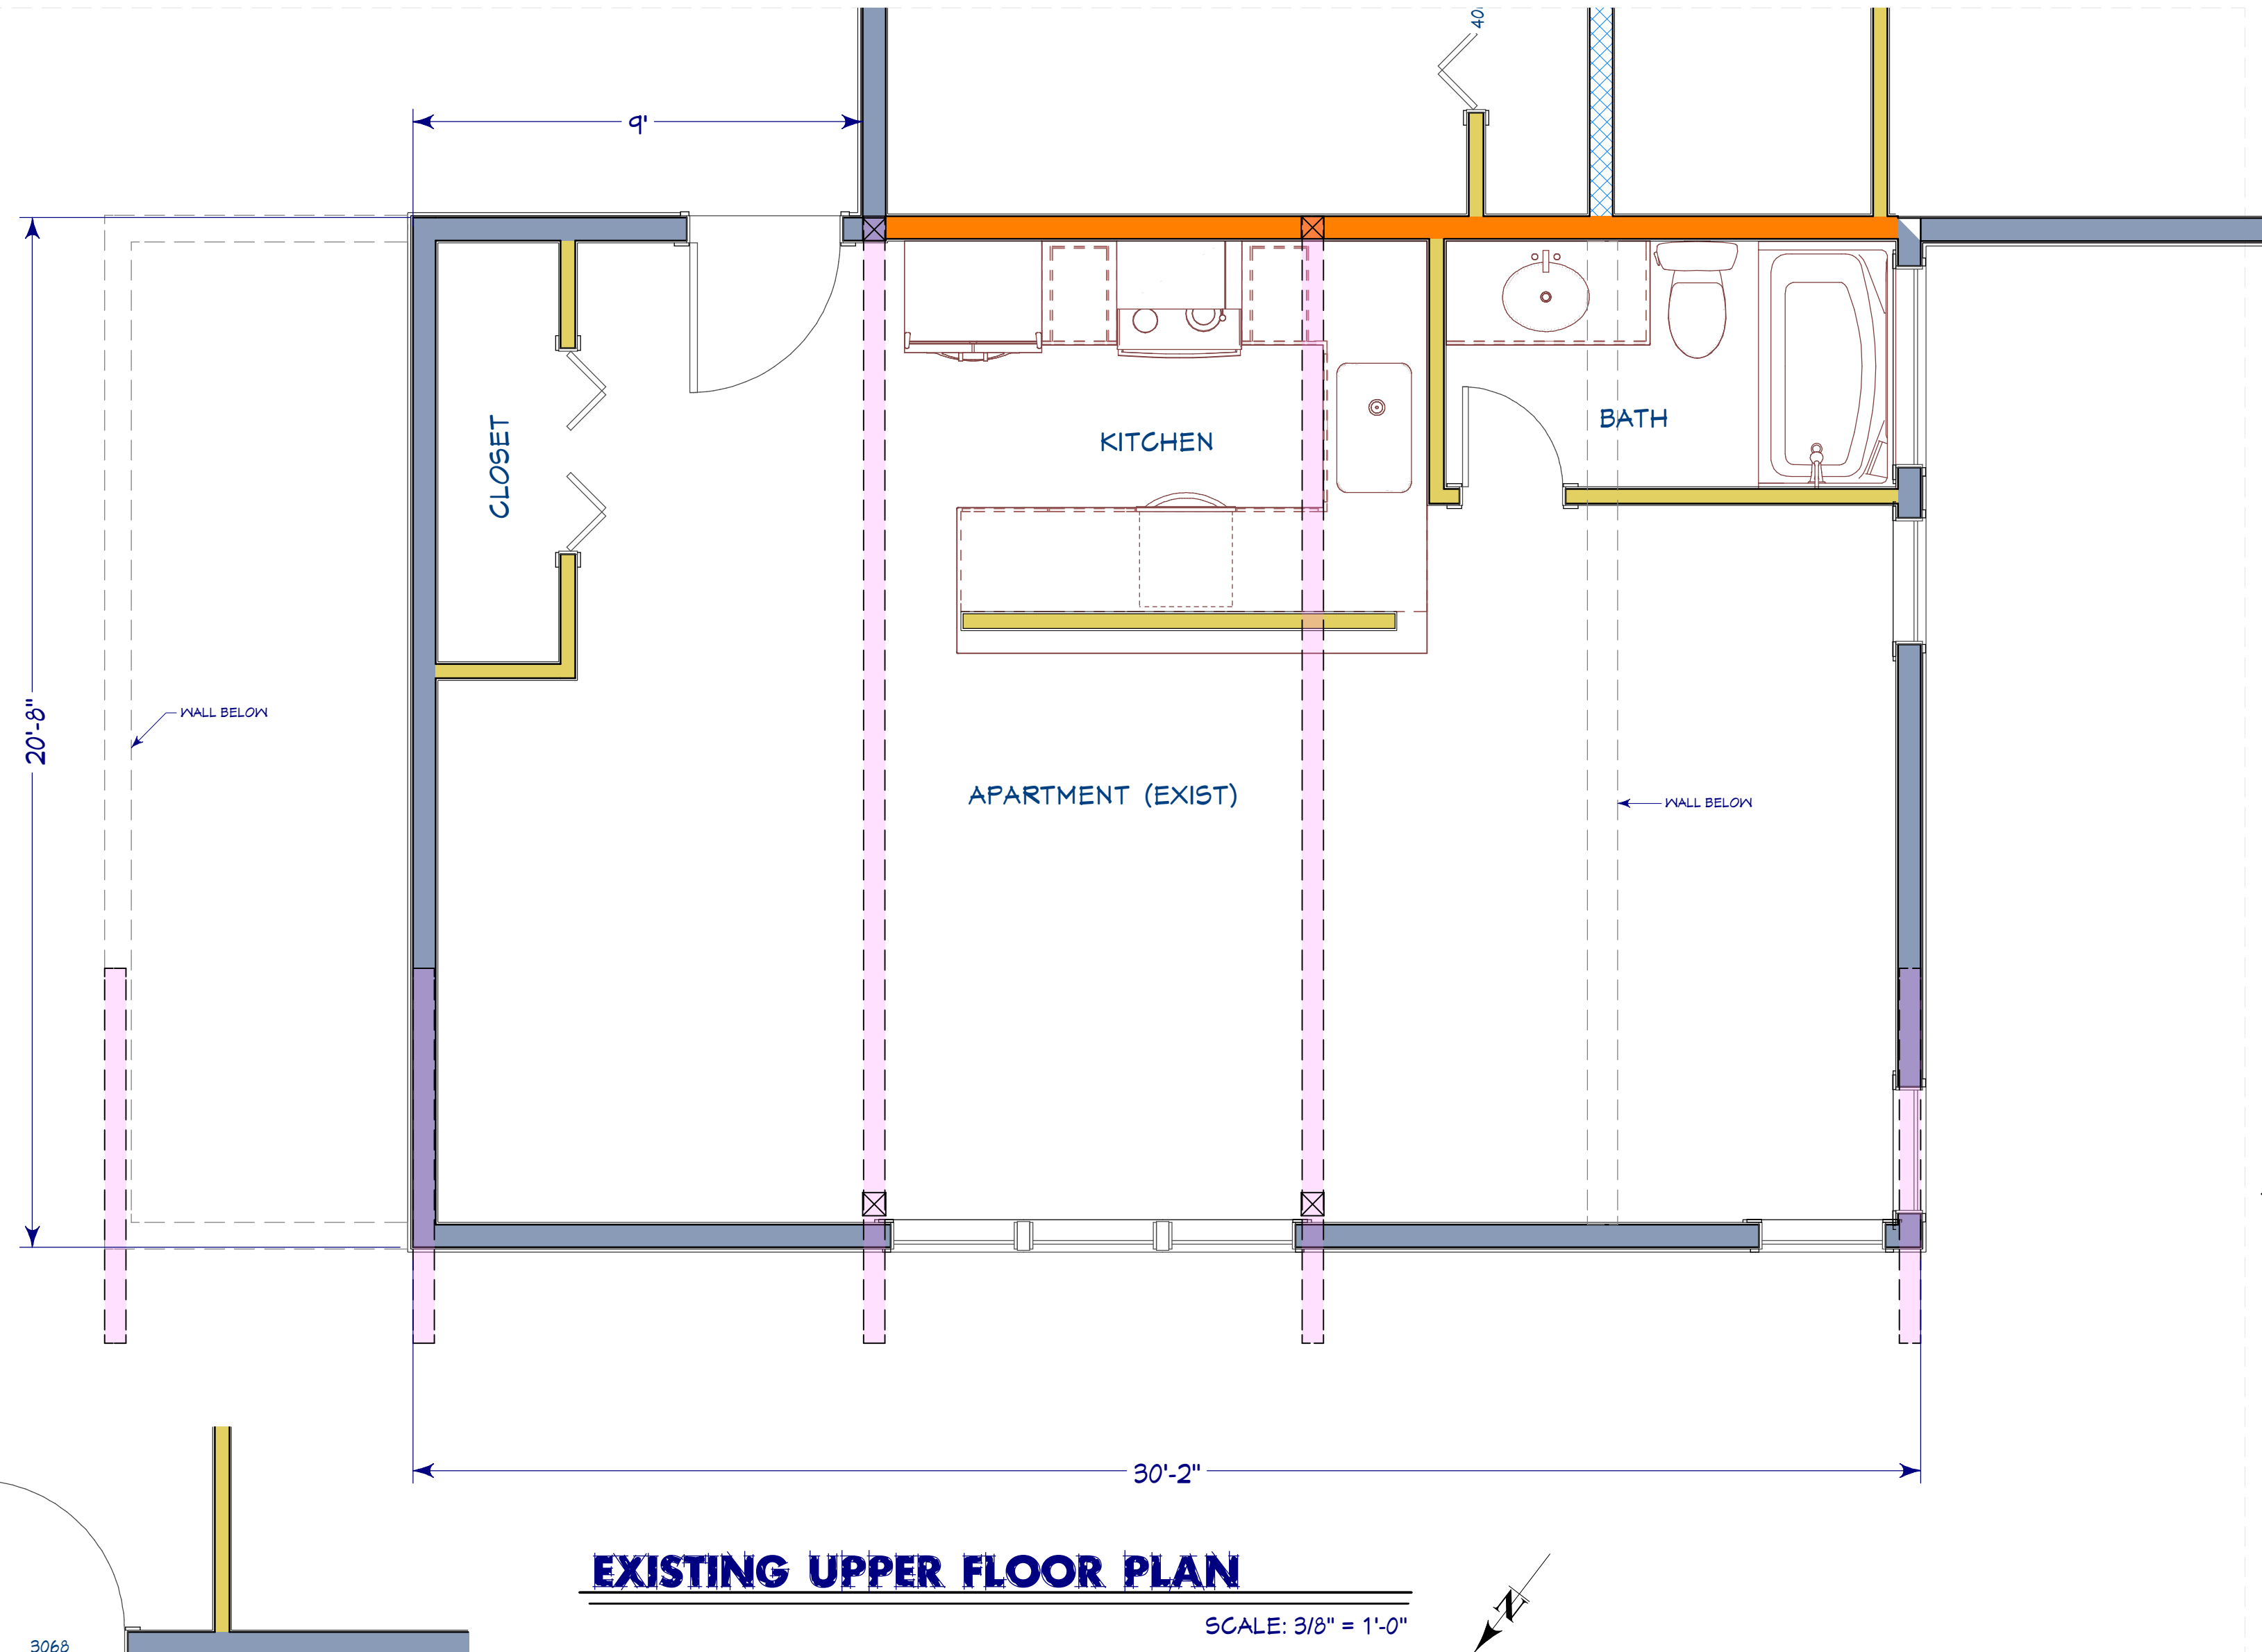 40
9'
CLOSET
KITCHEN
BATH
20'-8"
WALL BELOW
APARTMENT (EXIST)
WALL BELOW
30'-2"
EXISTING UPPER FLOOR PLAN
SCALE: 3/8" = 1'-0"
N
3068